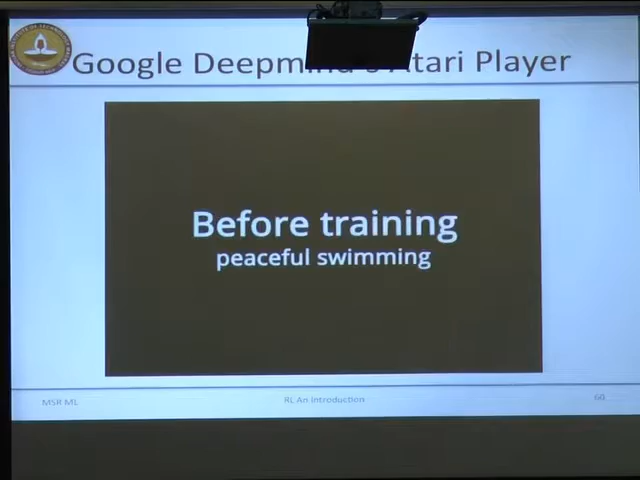 Google Deepmind's Atari Player
Before training
peaceful swimming
MSR ML
RL An Introduction
60